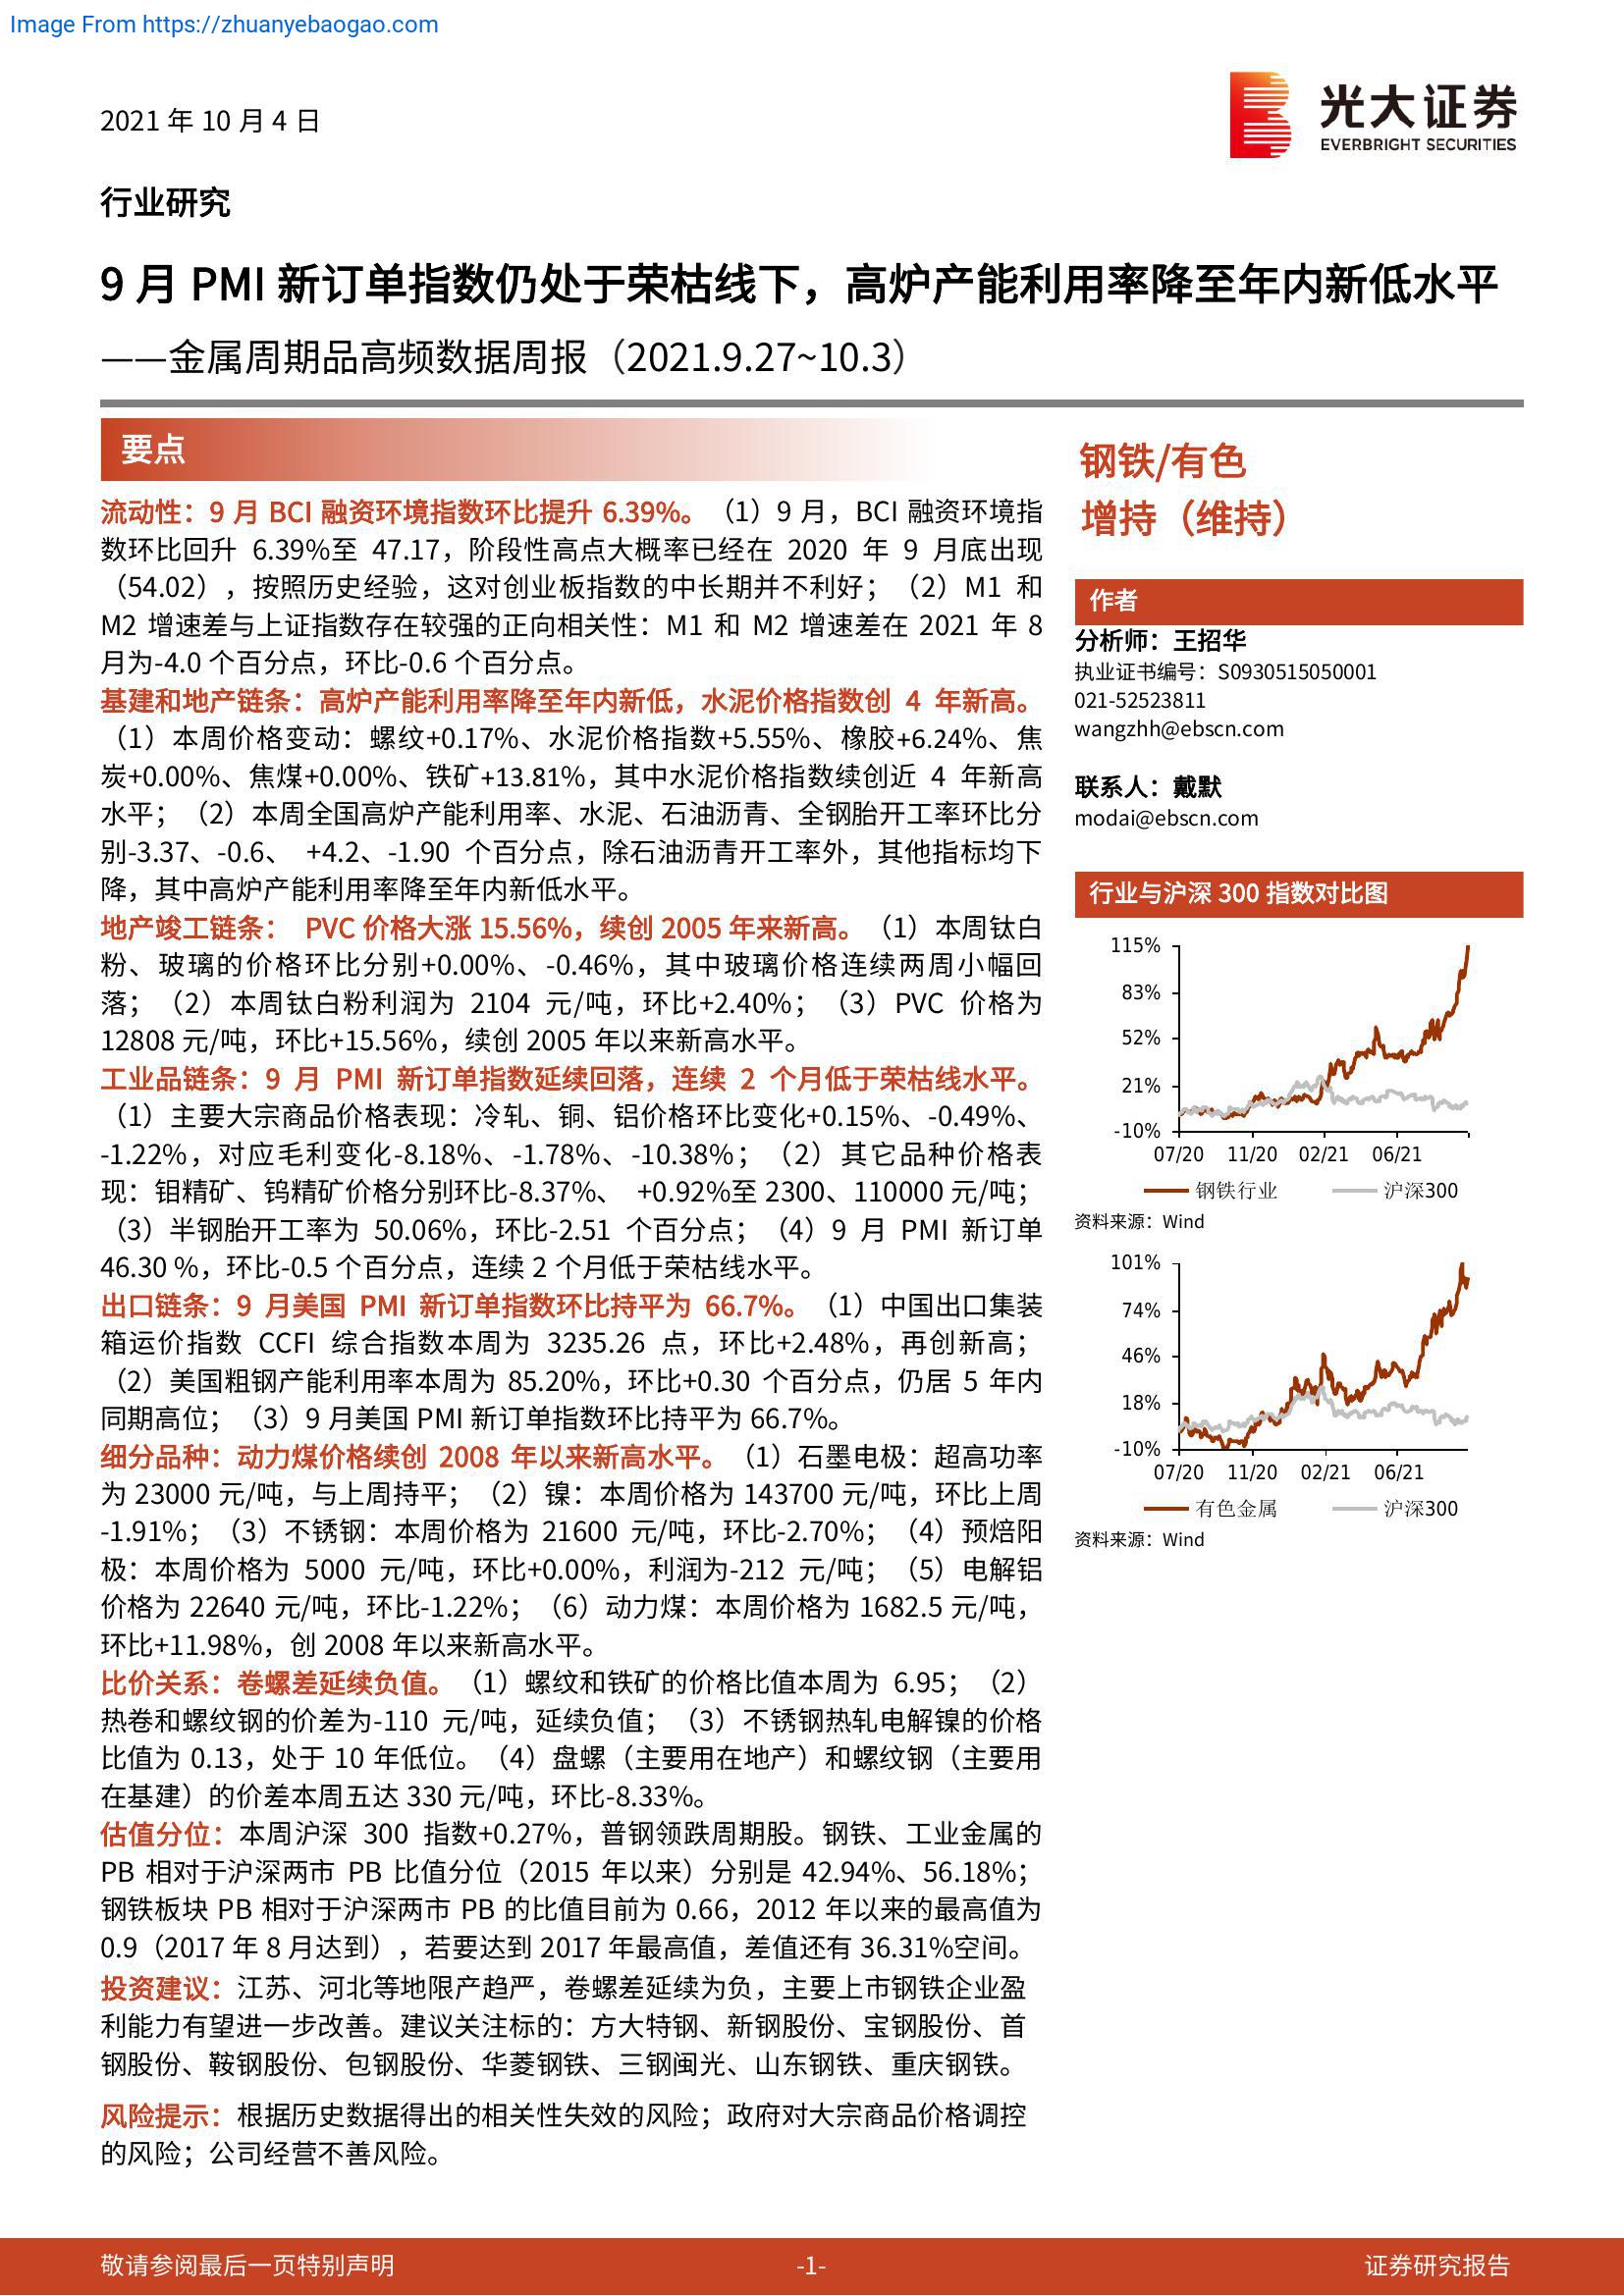 Image From https://zhuanyebaogao.com
2021 年 10 月 4 日
光大证券
EVERBRIGHT SECURITIES
行业研究
9 月 PMI 新订单指数仍处于荣枯线下，高炉产能利用率降至年内新低水平
——金属周期品高频数据周报（2021.9.27~10.3）
要点
流动性：9 月 BCI 融资环境指数环比提升 6.39%。（1）9 月，BCI 融资环境指
数环比回升 6.39%至 47.17，阶段性高点大概率已经在 2020 年 9 月底出现
（54.02），按照历史经验，这对创业板指数的中长期并不利好；（2）M1 和
M2 增速差与上证指数存在较强的正向相关性：M1 和 M2 增速差在 2021 年 8
月为-4.0 个百分点，环比-0.6 个百分点。
基建和地产链条：高炉产能利用率降至年内新低，水泥价格指数创 4 年新高。
（1）本周价格变动：螺纹+0.17%、水泥价格指数+5.55%、橡胶+6.24%、焦
炭+0.00%、焦煤+0.00%、铁矿+13.81%，其中水泥价格指数续创近 4 年新高
水平；（2）本周全国高炉产能利用率、水泥、石油沥青、全钢胎开工率环比分
别-3.37、-0.6、 +4.2、-1.90 个百分点，除石油沥青开工率外，其他指标均下
降，其中高炉产能利用率降至年内新低水平。
地产竣工链条： PVC 价格大涨 15.56%，续创 2005 年来新高。（1）本周钛白
粉、玻璃的价格环比分别+0.00%、-0.46%，其中玻璃价格连续两周小幅回
落；（2）本周钛白粉利润为 2104 元/吨，环比+2.40%；（3）PVC 价格为
12808 元/吨，环比+15.56%，续创 2005 年以来新高水平。
工业品链条：9 月 PMI 新订单指数延续回落，连续 2 个月低于荣枯线水平。
（1）主要大宗商品价格表现：冷轧、铜、铝价格环比变化+0.15%、-0.49%、
-1.22%，对应毛利变化-8.18%、-1.78%、-10.38%；（2）其它品种价格表
现：钼精矿、钨精矿价格分别环比-8.37%、 +0.92%至 2300、110000 元/吨；
（3）半钢胎开工率为 50.06%，环比-2.51 个百分点；（4）9 月 PMI 新订单
46.30 %，环比-0.5 个百分点，连续 2 个月低于荣枯线水平。
出口链条：9 月美国 PMI 新订单指数环比持平为 66.7%。（1）中国出口集装
箱运价指数 CCFI 综合指数本周为 3235.26 点，环比+2.48%，再创新高；
（2）美国粗钢产能利用率本周为 85.20%，环比+0.30 个百分点，仍居 5 年内
同期高位；（3）9 月美国 PMI 新订单指数环比持平为 66.7%。
细分品种：动力煤价格续创 2008 年以来新高水平。（1）石墨电极：超高功率
为 23000 元/吨，与上周持平；（2）镍：本周价格为 143700 元/吨，环比上周
-1.91%；（3）不锈钢：本周价格为 21600 元/吨，环比-2.70%；（4）预焙阳
极：本周价格为 5000 元/吨，环比+0.00%，利润为-212 元/吨；（5）电解铝
价格为 22640 元/吨，环比-1.22%；（6）动力煤：本周价格为 1682.5 元/吨，
环比+11.98%，创 2008 年以来新高水平。
比价关系：卷螺差延续负值。（1）螺纹和铁矿的价格比值本周为 6.95；（2）
热卷和螺纹钢的价差为-110 元/吨，延续负值；（3）不锈钢热轧电解镍的价格
比值为 0.13，处于 10 年低位。（4）盘螺（主要用在地产）和螺纹钢（主要用
在基建）的价差本周五达 330 元/吨，环比-8.33%。
估值分位：本周沪深 300 指数+0.27%，普钢领跌周期股。钢铁、工业金属的
PB 相对于沪深两市 PB 比值分位（2015 年以来）分别是 42.94%、56.18%；
钢铁板块 PB 相对于沪深两市 PB 的比值目前为 0.66，2012 年以来的最高值为
0.9（2017 年 8 月达到），若要达到 2017 年最高值，差值还有 36.31%空间。
投资建议：江苏、河北等地限产趋严，卷螺差延续为负，主要上市钢铁企业盈
利能力有望进一步改善。建议关注标的：方大特钢、新钢股份、宝钢股份、首
钢股份、鞍钢股份、包钢股份、华菱钢铁、三钢闽光、山东钢铁、重庆钢铁。
风险提示：根据历史数据得出的相关性失效的风险；政府对大宗商品价格调控
的风险；公司经营不善风险。
钢铁/有色
增持（维持）
作者
分析师：王招华
执业证书编号：S0930515050001
021-52523811
wangzhh@ebscn.com
联系人：戴默
modai@ebscn.com
行业与沪深 300 指数对比图
115%
83%
52%
21%
-10%
07/20 11/20 02/21 06/21
钢铁行业 沪深300
资料来源：Wind
101%
74%
46%
18%
-10%
07/20 11/20 02/21 06/21
有色金属 沪深300
资料来源：Wind
敬请参阅最后一页特别声明 -1- 证券研究报告